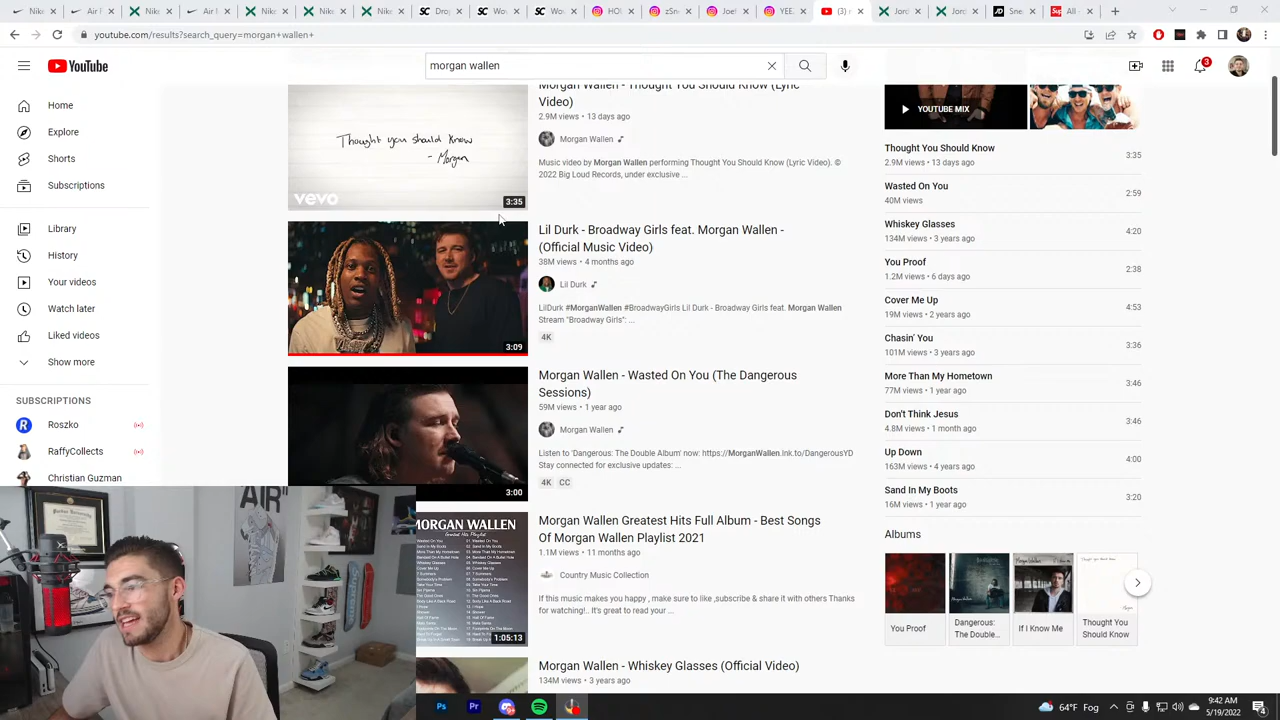 youtube.com/results?search_query=morgan+wallen+
YouTube
morgan wallen
3
Home
Explore
Shorts
Subscriptions
Library
History
Your videos
Watch later
Liked videos
Show more
SUBSCRIPTIONS
Roszko
RaffyCollects
Christian Guzman
Thought you should know
- Morgan
vevo
3:35
Morgan Wallen - Thought You Should Know (Lyric
Video)
2.9M views • 13 days ago
Morgan Wallen
Music video by Morgan Wallen performing Thought You Should Know (Lyric Video). ©
2022 Big Loud Records, under exclusive ...
3:09
Lil Durk - Broadway Girls feat. Morgan Wallen -
(Official Music Video)
38M views • 4 months ago
Lil Durk
LilDurk #MorganWallen #BroadwayGirls Lil Durk - Broadway Girls feat. Morgan Wallen
Stream "Broadway Girls": ...
4K
3:00
Morgan Wallen - Wasted On You (The Dangerous
Sessions)
59M views • 1 year ago
Morgan Wallen
Listen to 'Dangerous: The Double Album' now: https://MorganWallen.lnk.to/DangerousYD
Stay connected for exclusive updates: ...
4K CC
MORGAN WALLEN
Greatest Hits Playlist
1:05:13
Morgan Wallen Greatest Hits Full Album - Best Songs
Of Morgan Wallen Playlist 2021
1.1M views • 11 months ago
Country Music Collection
If this music makes you happy , make sure to like ,subscribe & share it with others Thanks
for watching!.. It's great to read your ...
Morgan Wallen - Whiskey Glasses (Official Video)
134M views • 3 years ago
YOUTUBE MIX
Thought You Should Know
2.9M views • 13 days ago
3:35
Wasted On You
40M views
2:59
Whiskey Glasses
134M views • 3 years ago
4:20
You Proof
1.2M views • 6 days ago
2:38
Cover Me Up
19M views • 2 years ago
4:53
Chasin' You
101M views • 3 years ago
3:36
More Than My Hometown
77M views • 1 year ago
3:46
Don't Think Jesus
4.8M views • 1 month ago
3:46
Up Down
163M views • 4 years ago
4:00
Sand In My Boots
16M views • 1 year ago
3:20
Albums
You Proof
Dangerous:
The Double...
If I Know Me
Thought You
Should Know
Ps
Pr
64°F Fog
9:42 AM
5/19/2022